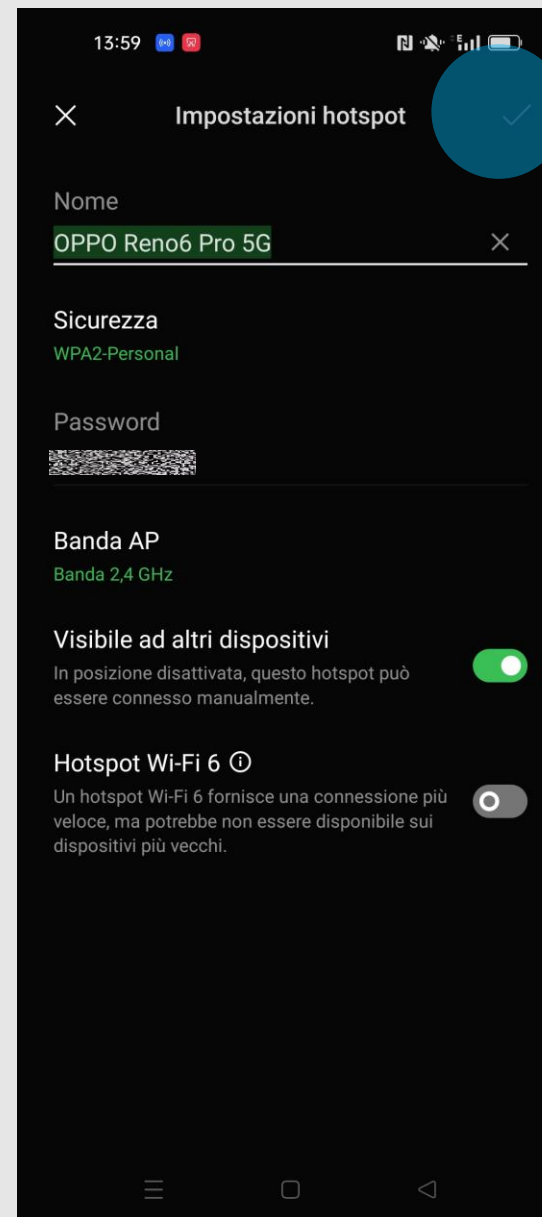 13:59
Impostazioni hotspot
Nome
OPPO Reno6 Pro 5G
Sicurezza
WPA2-Personal
Password
Banda AP
Banda 2,4 GHz
Visibile ad altri dispositivi
In posizione disattivata, questo hotspot può
essere connesso manualmente.
Hotspot Wi-Fi 6
Un hotspot Wi-Fi 6 fornisce una connessione più
veloce, ma potrebbe non essere disponibile sui
dispositivi più vecchi.